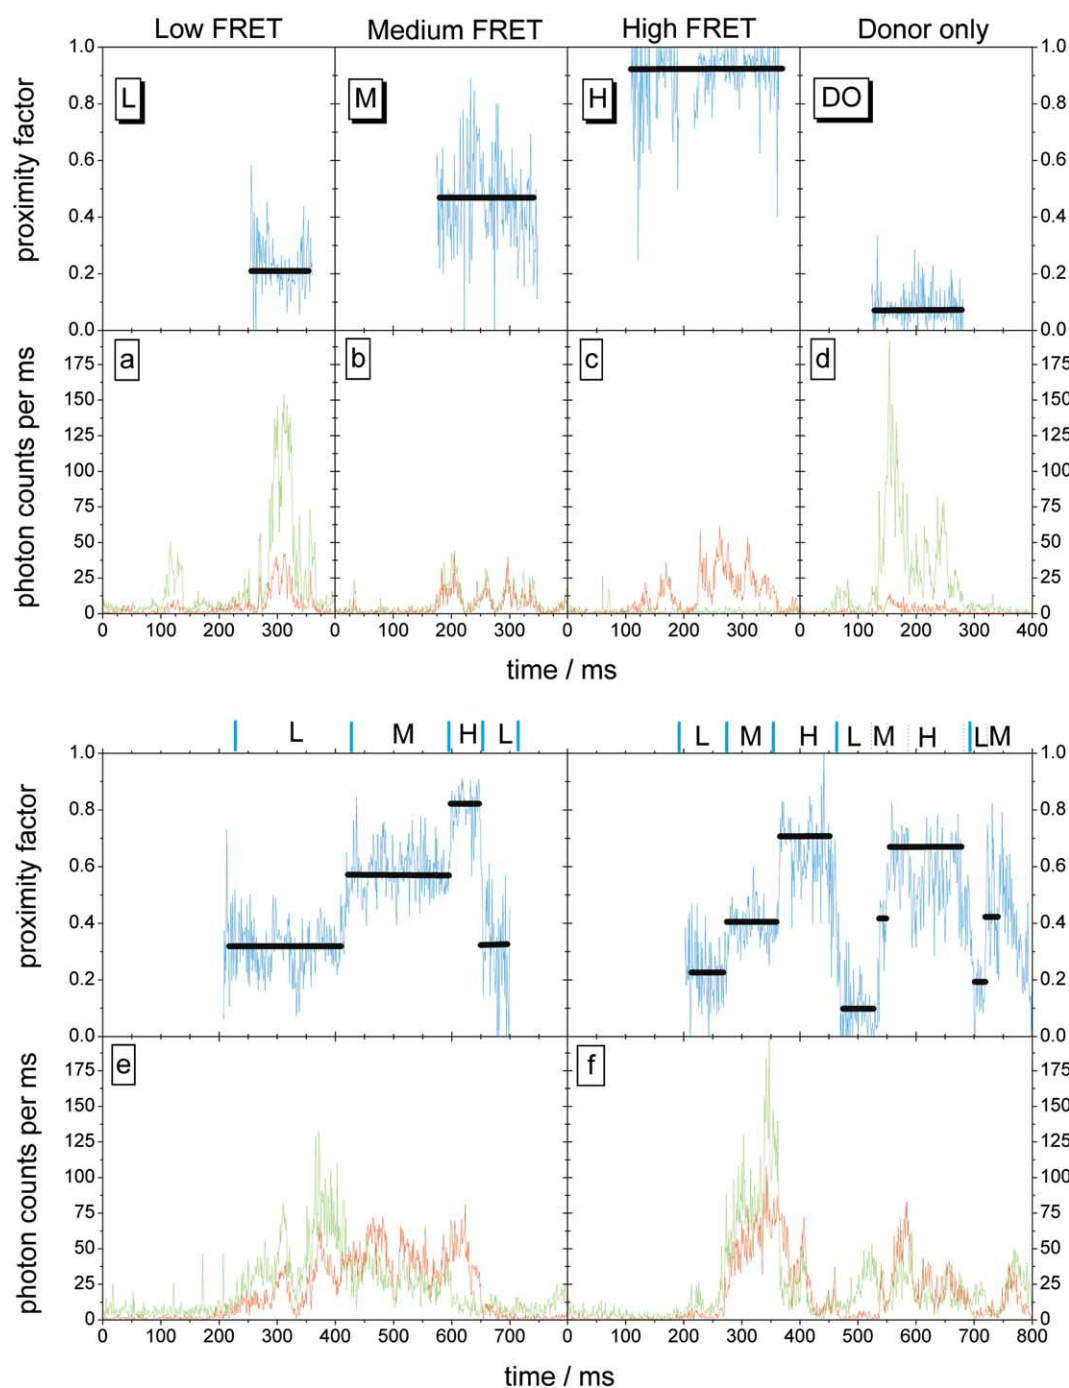 Low FRET Medium FRET High FRET Donor only
1.0 1.0
L M H DO
0.8 0.8
0.6 0.6
0.4 0.4
0.2 0.2
proximity factor
1.0 0.0
a b c d
175 175
150 150
125 125
100 100
75 75
50 50
25 25
0 0
photon counts per ms
0 100 200 300 0 100 200 300 0 100 200 300 0 100 200 300 400
time / ms
L M H L L M H L M H L M
1.0 1.0
0.8 0.8
0.6 0.6
0.4 0.4
0.2 0.2
0.0 0.0
proximity factor
e f
175 175
150 150
125 125
100 100
75 75
50 50
25 25
0 0
photon counts per ms
0 100 200 300 400 500 600 700 0 100 200 300 400 500 600 700 800
time / ms